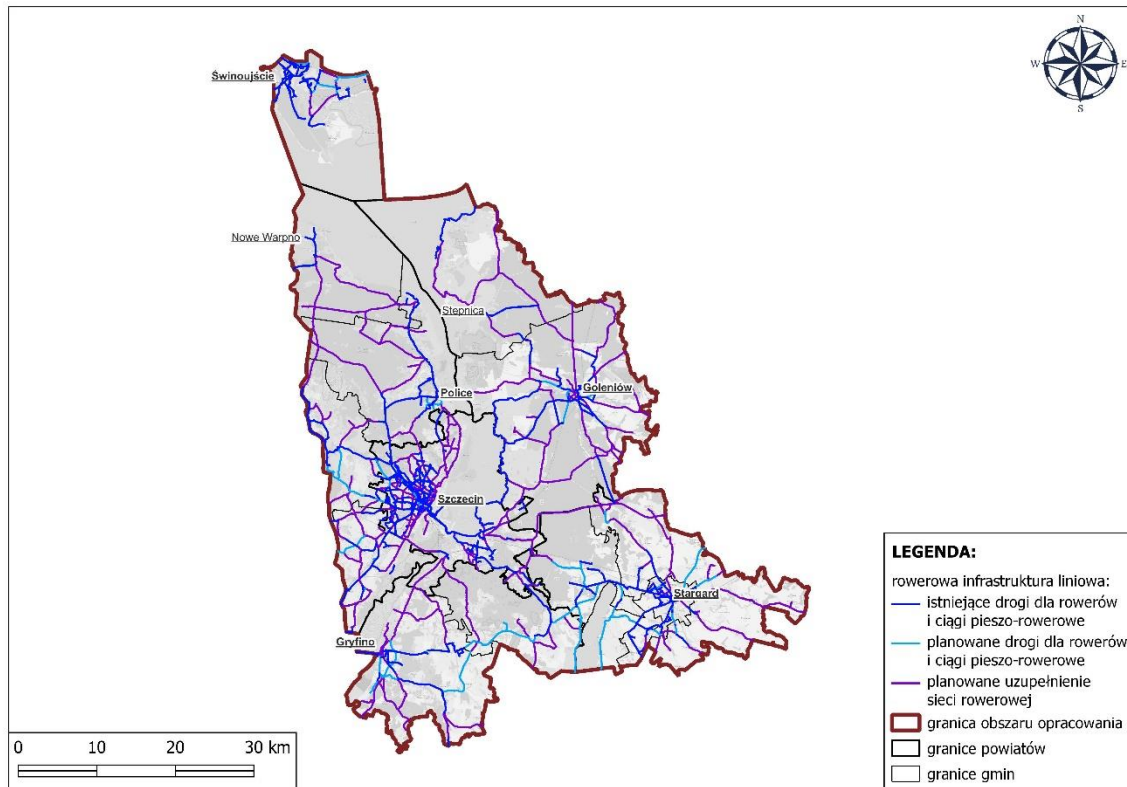 N
W E
S
Świnoujście
Nowe Warpno
Stepnica
Police
Goleniów
Szczecin
Stargard
Gryfino
LEGENDA:
rowerowa infrastruktura liniowa:
istniejące drogi dla rowerów
i ciągi pieszo-rowerowe
planowane drogi dla rowerów
i ciągi pieszo-rowerowe
planowane uzupełnienie
sieci rowerowej
granica obszaru opracowania
granice powiatów
granice gmin
0 10 20 30 km